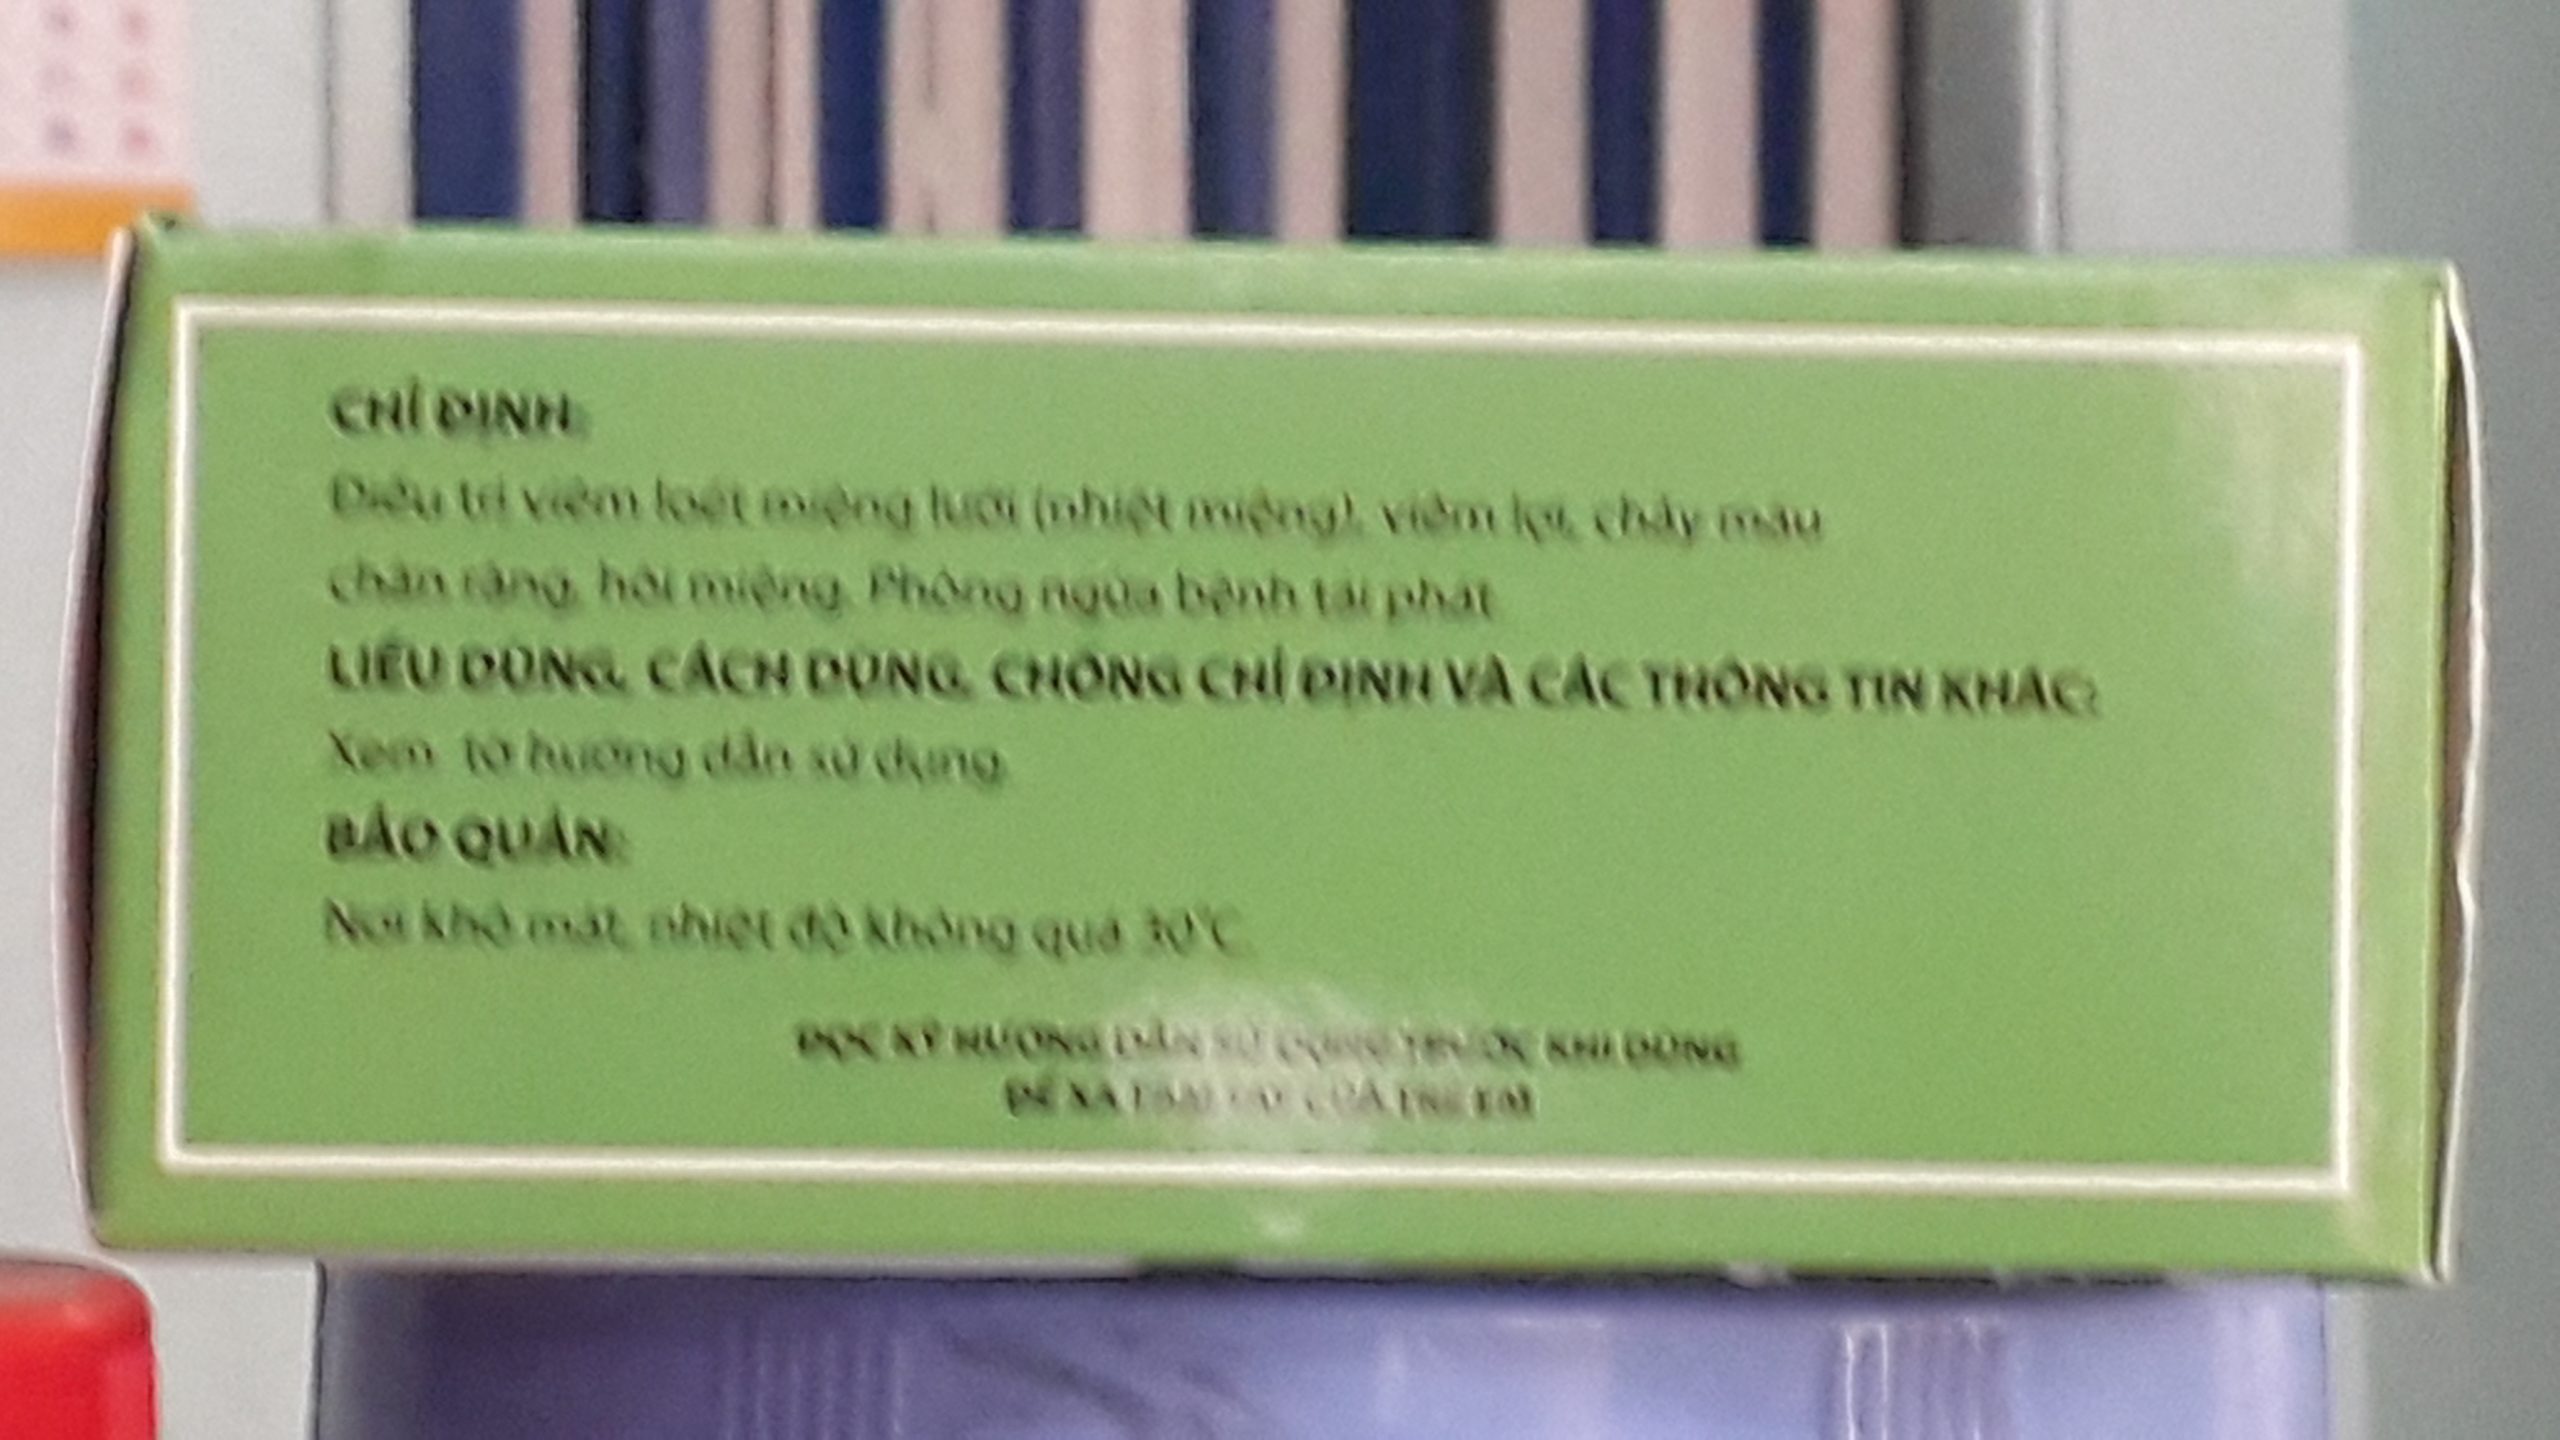 CHỈ ĐỊNH:
Điều trị viêm loét miệng lưỡi (nhiệt miệng), viêm lợi, chảy máu
chân răng, hôi miệng. Phòng ngừa bệnh tái phát.
LIỀU DÙNG, CÁCH DÙNG, CHỐNG CHỈ ĐỊNH VÀ CÁC THÔNG TIN KHÁC:
Xem tờ hướng dẫn sử dụng.
BẢO QUẢN:
Nơi khô mát, nhiệt độ không quá 30°C.
ĐỌC KỸ HƯỚNG DẪN SỬ DỤNG TRƯỚC KHI DÙNG
ĐỂ XA TẦM TAY CỦA TRẺ EM